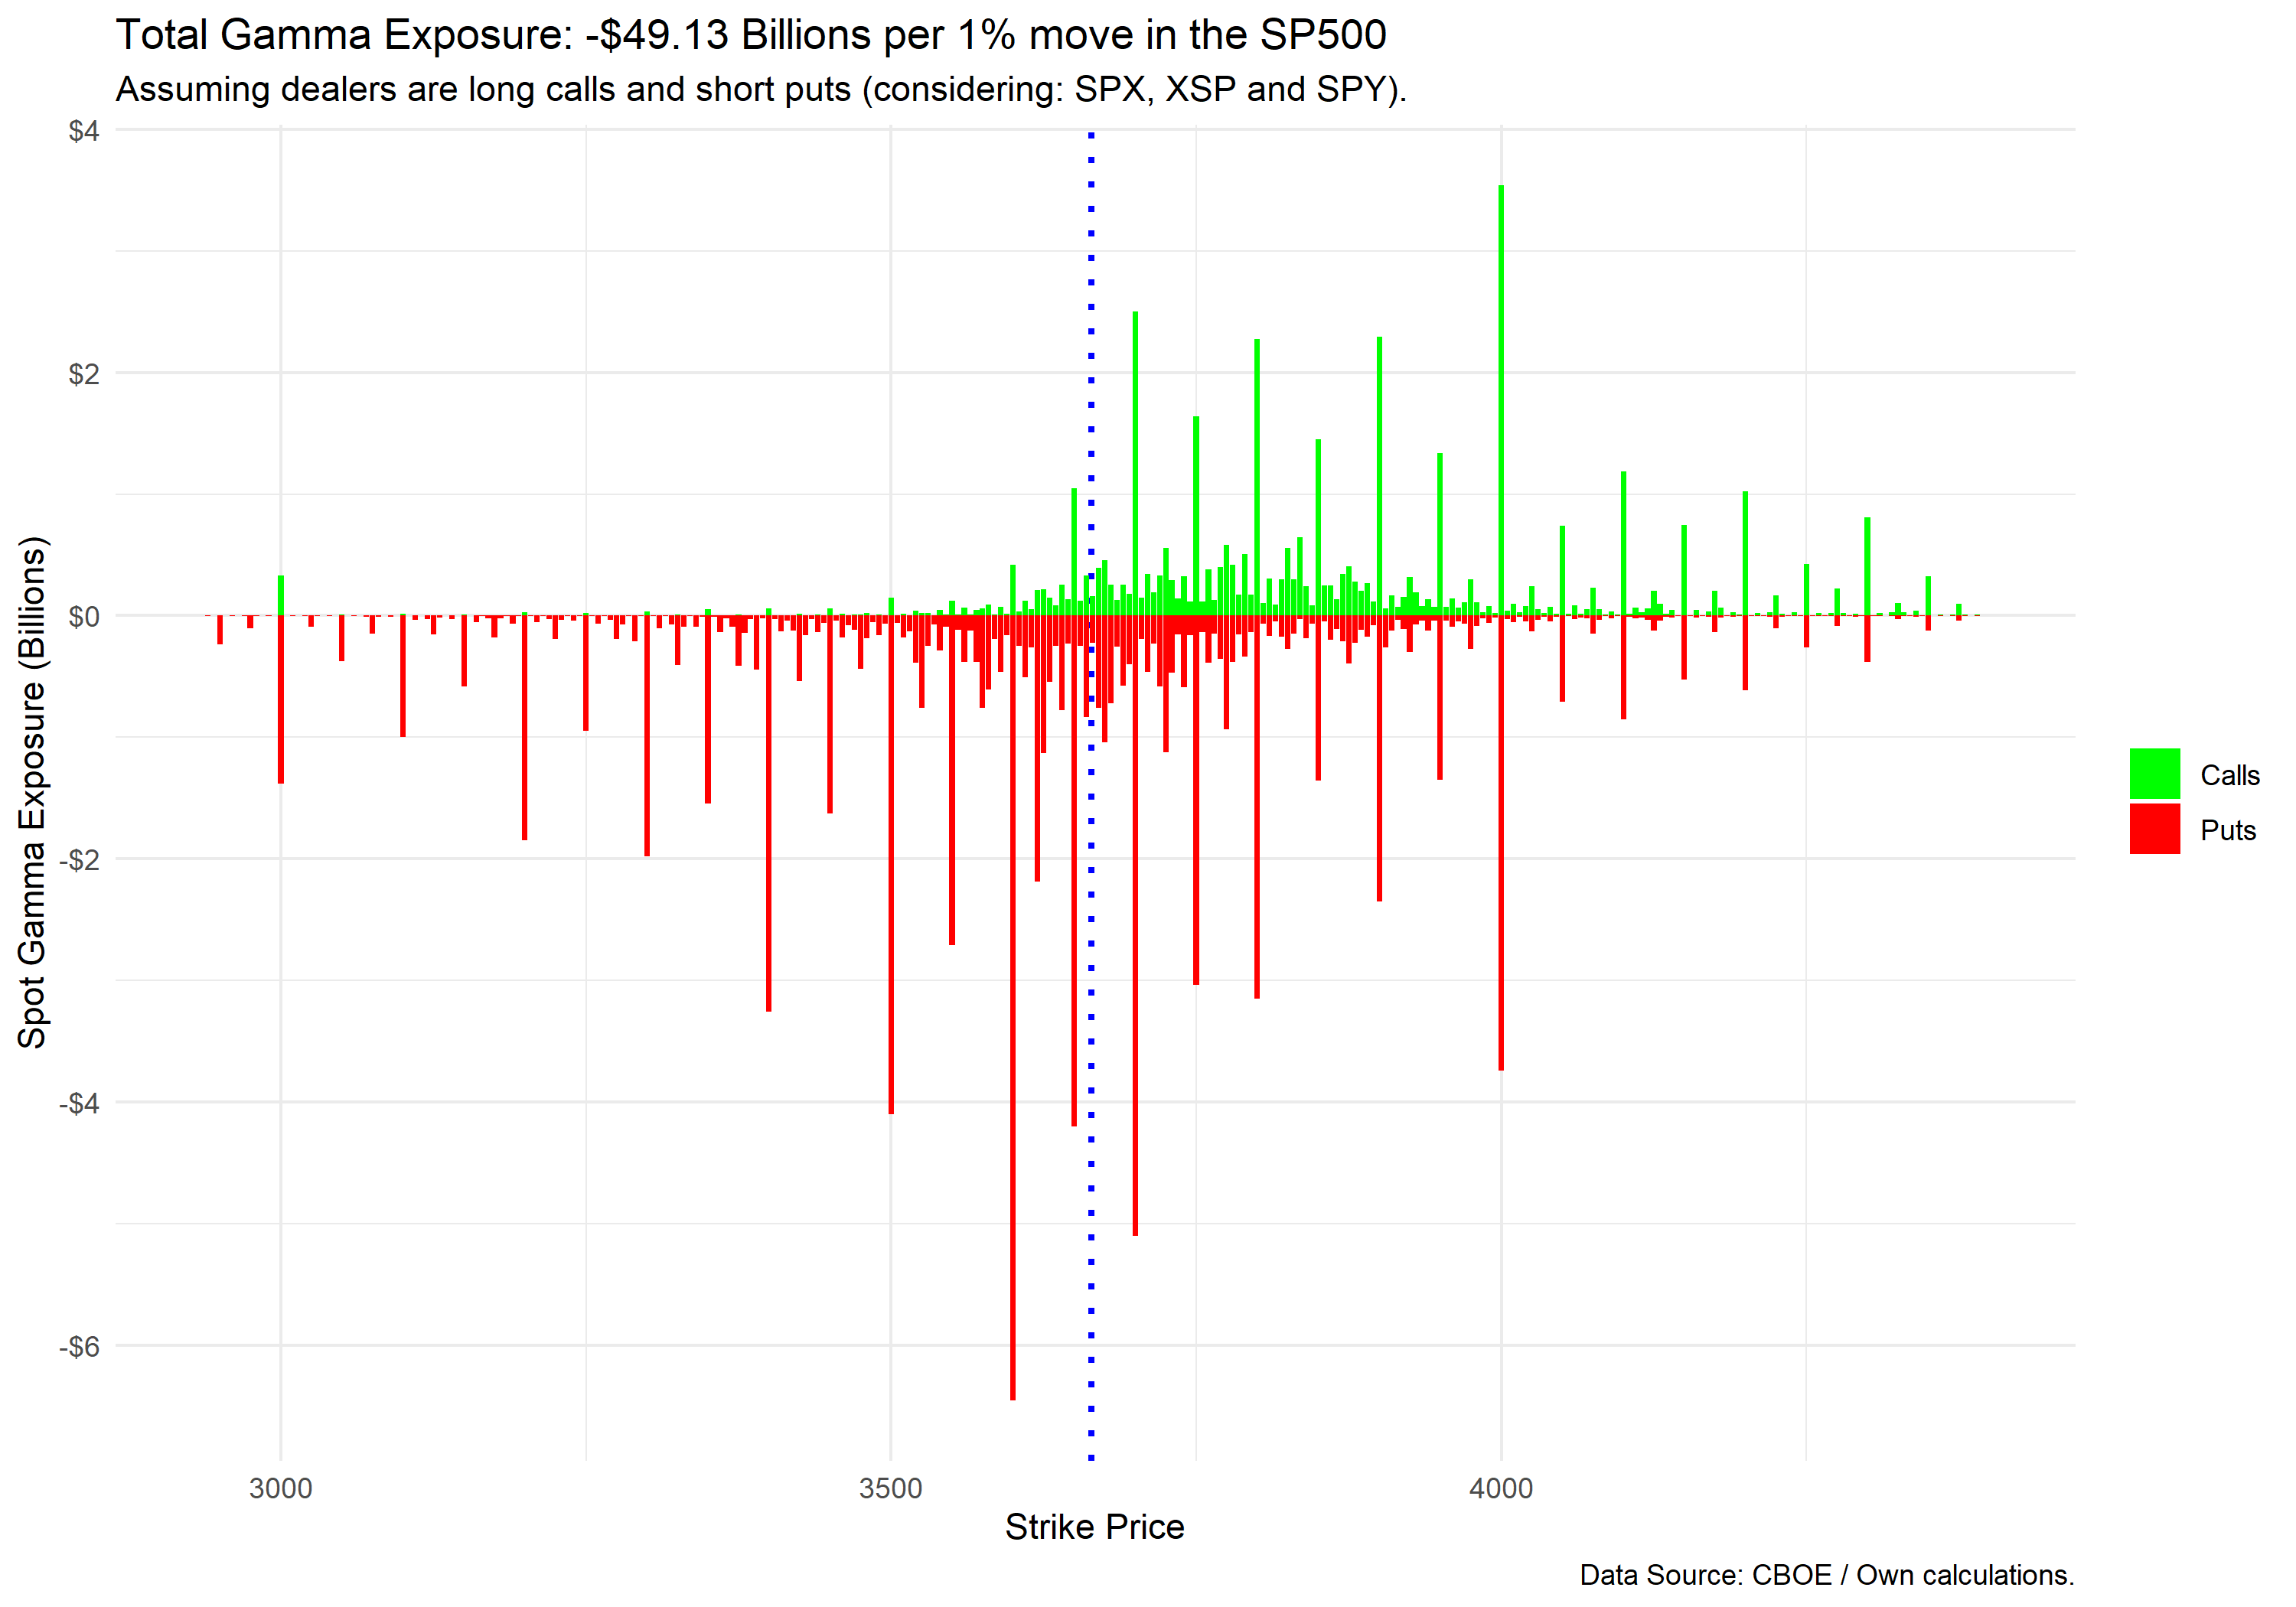 Total Gamma Exposure: -$49.13 Billions per 1% move in the SP500
Assuming dealers are long calls and short puts (considering: SPX, XSP and SPY).
$4
$2
$0
-$2
-$4
-$6
Spot Gamma Exposure (Billions)
3000
3500
4000
Strike Price
Calls
Puts
Data Source: CBOE / Own calculations.